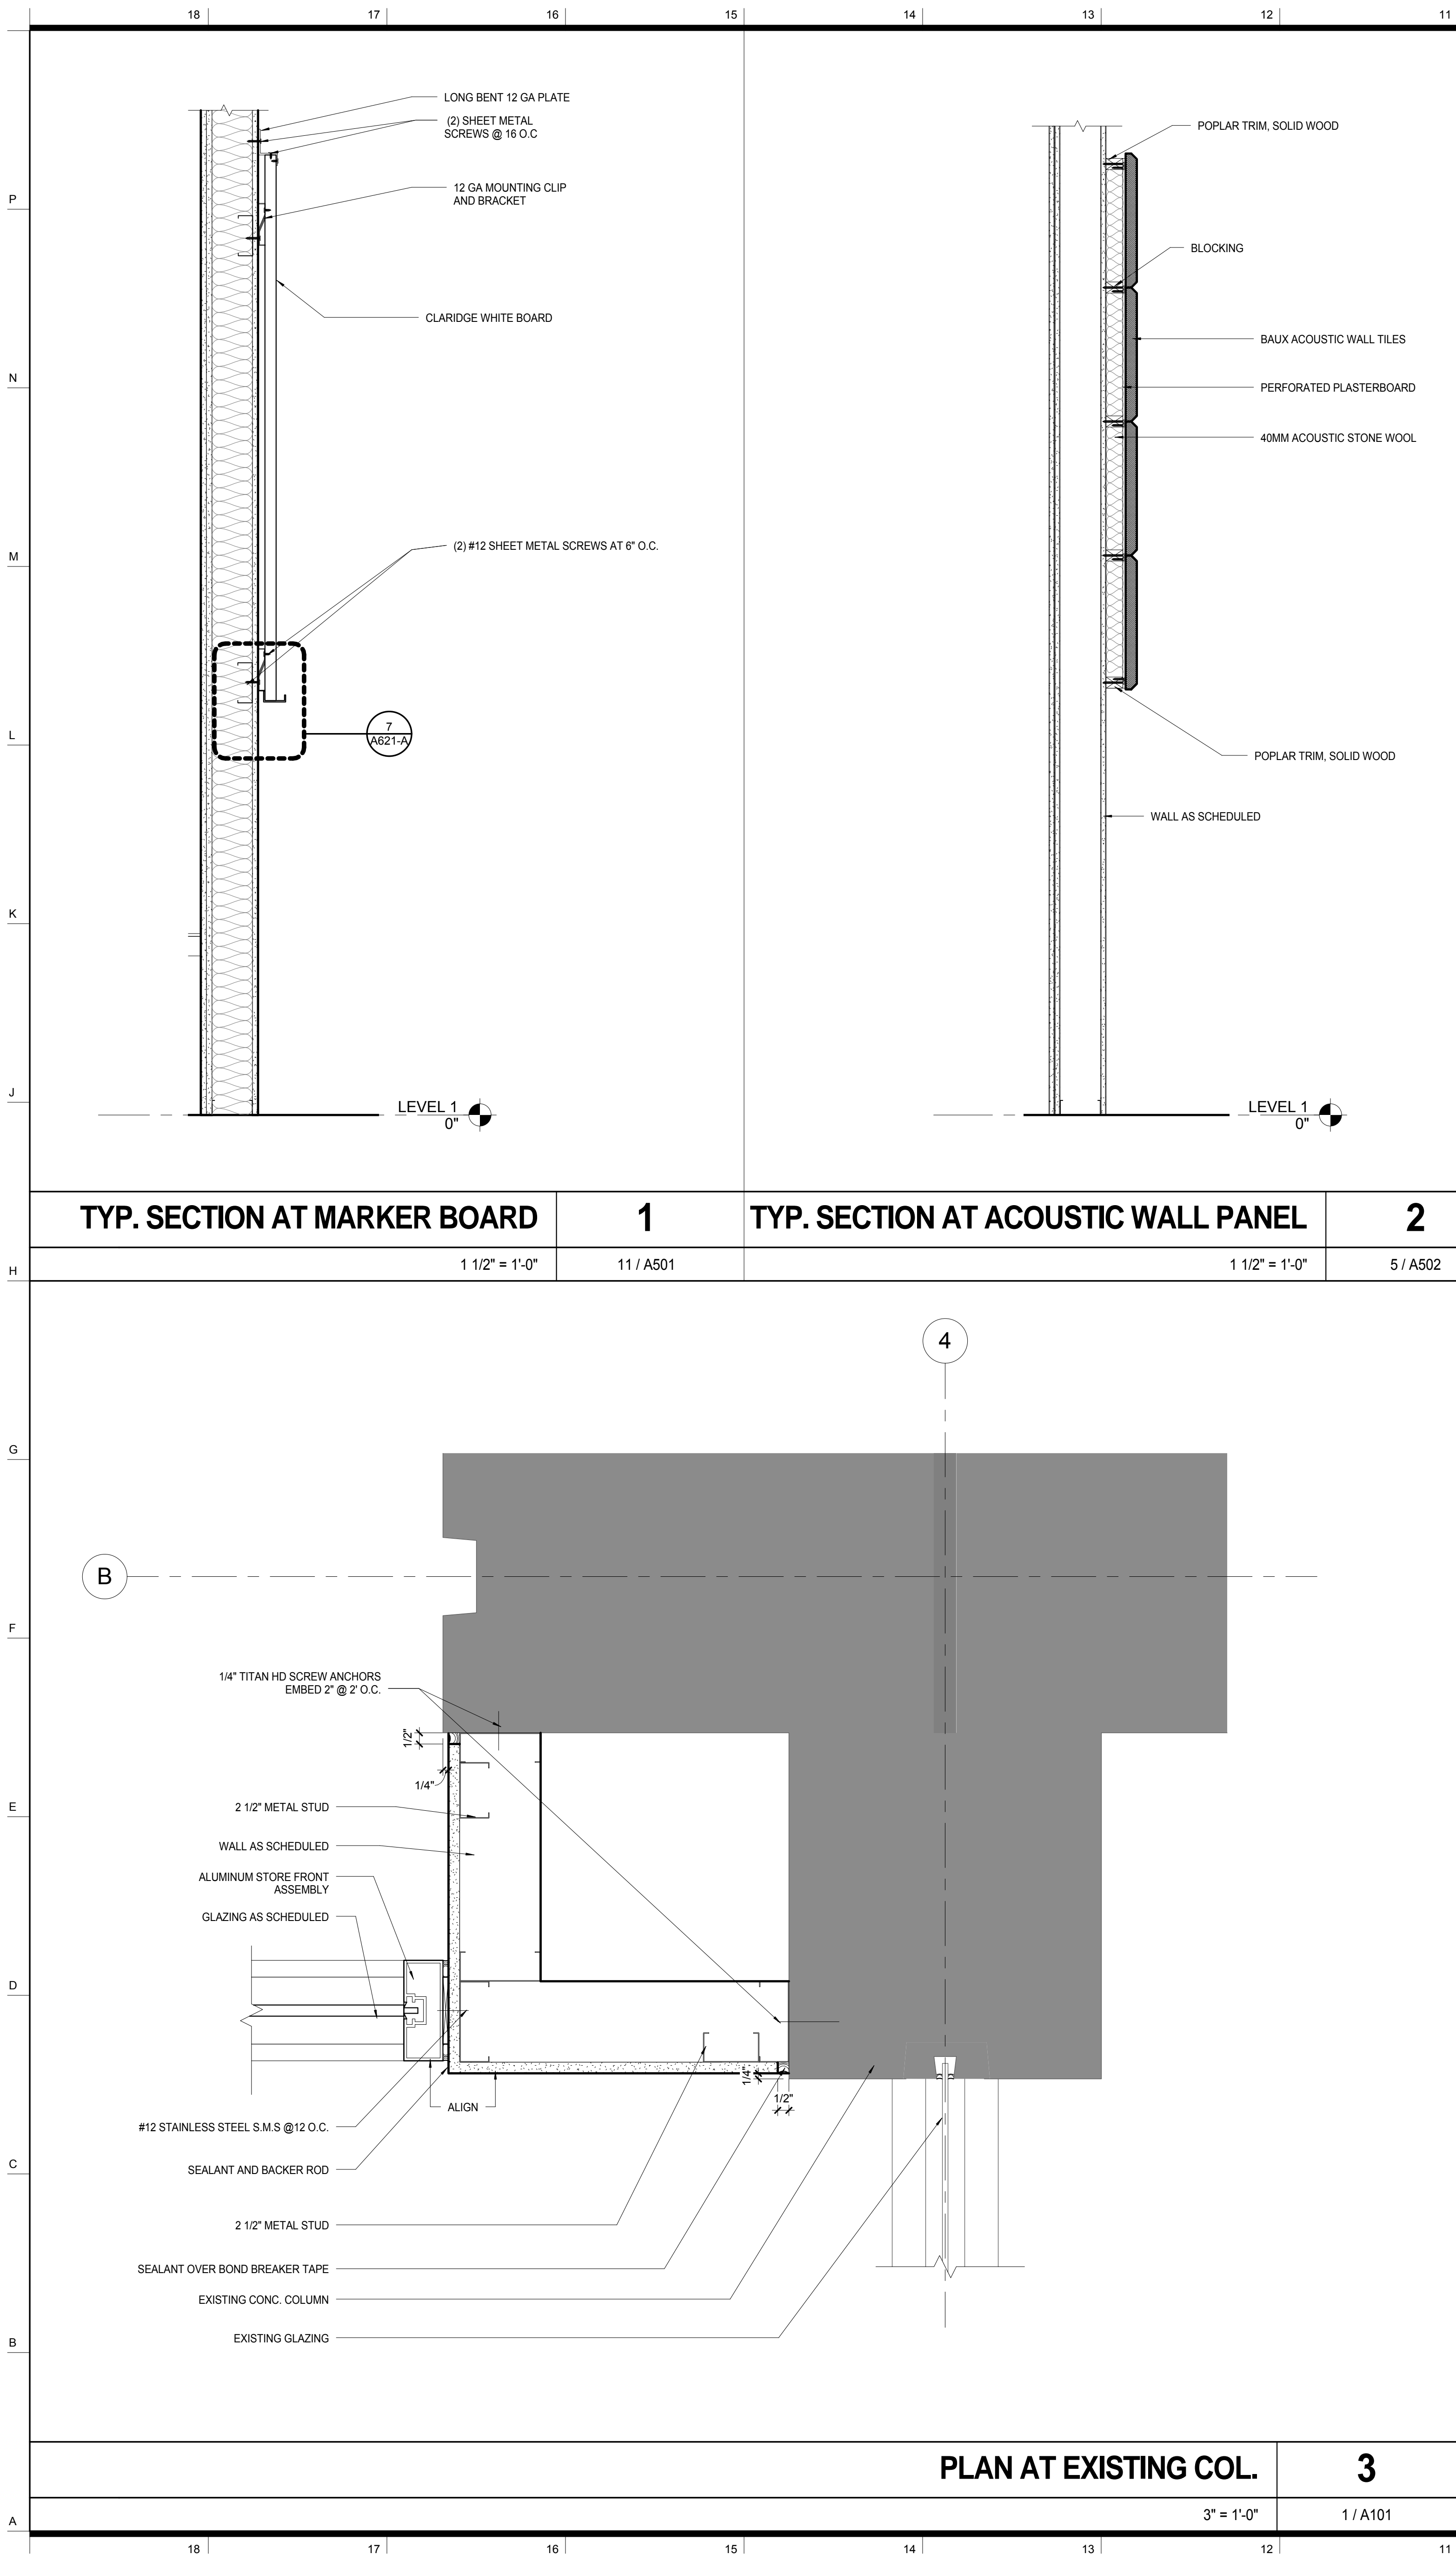 18 17 16 15 14 13 12 11
LONG BENT 12 GA PLATE
(2) SHEET METAL
SCREWS @ 16 O.C
12 GA MOUNTING CLIP
AND BRACKET
CLARIDGE WHITE BOARD
(2) #12 SHEET METAL SCREWS AT 6" O.C.
7
A621-A
LEVEL 1
0"
POPLAR TRIM, SOLID WOOD
BLOCKING
BAUX ACOUSTIC WALL TILES
PERFORATED PLASTERBOARD
40MM ACOUSTIC STONE WOOL
POPLAR TRIM, SOLID WOOD
WALL AS SCHEDULED
LEVEL 1
0"
P
N
M
L
K
J
H
TYP. SECTION AT MARKER BOARD 1
1 1/2" = 1'-0" 11 / A501
TYP. SECTION AT ACOUSTIC WALL PANEL 2
1 1/2" = 1'-0" 5 / A502
4
B
1/4" TITAN HD SCREW ANCHORS
EMBED 2" @ 2' O.C.
1/2"
1/4"
2 1/2" METAL STUD
WALL AS SCHEDULED
ALUMINUM STORE FRONT
ASSEMBLY
GLAZING AS SCHEDULED
1/4"
1/2"
ALIGN
#12 STAINLESS STEEL S.M.S @12 O.C.
SEALANT AND BACKER ROD
2 1/2" METAL STUD
SEALANT OVER BOND BREAKER TAPE
EXISTING CONC. COLUMN
EXISTING GLAZING
G
F
E
D
C
B
A
PLAN AT EXISTING COL. 3
3" = 1'-0" 1 / A101
18 17 16 15 14 13 12 11